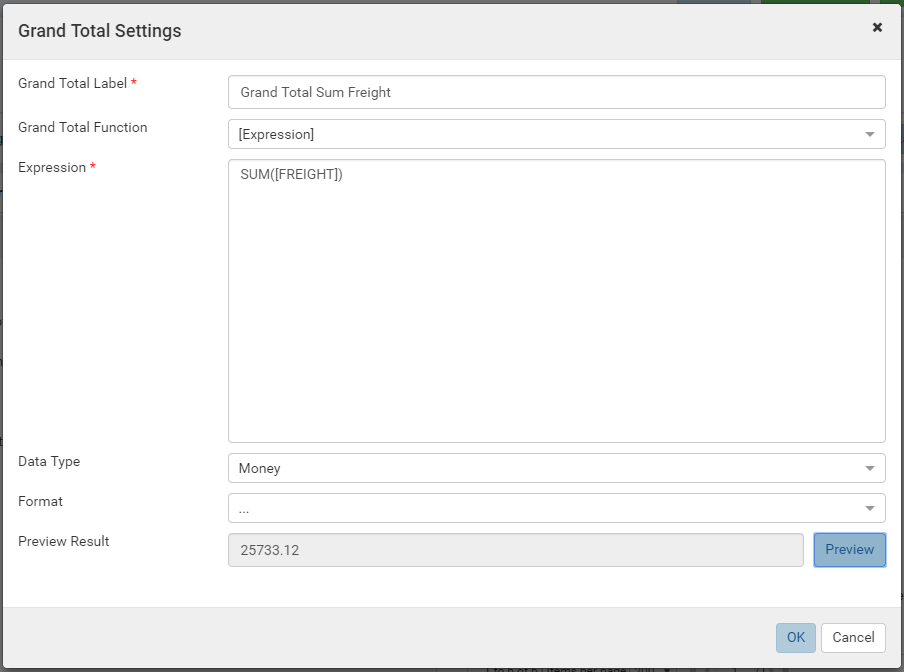 Grand Total Settings
Grand Total Label *
Grand Total Sum Freight
Grand Total Function
[Expression]
Expression *
SUM([FREIGHT])
Data Type
Money
Format
...
Preview Result
25733.12
Preview
OK
Cancel